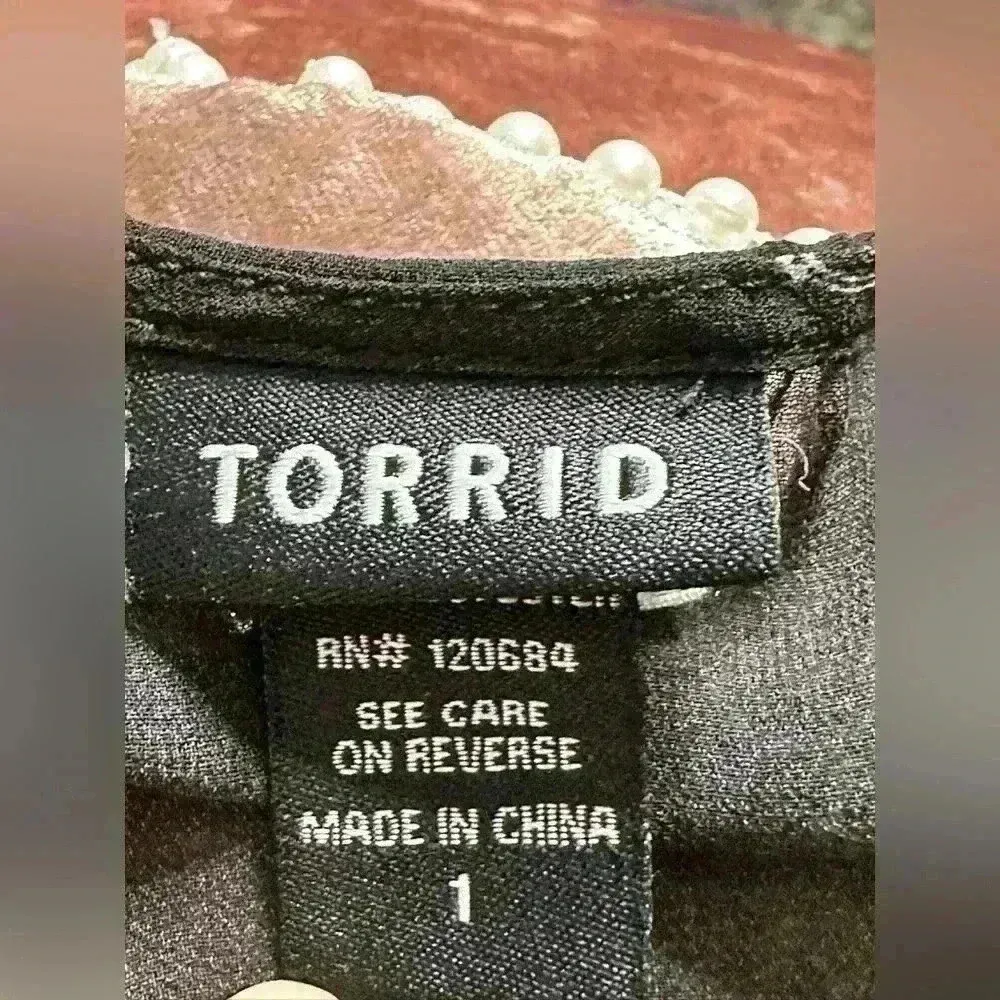 TORRID
RN# 120684
SEE CARE
ON REVERSE
MADE IN CHINA
1